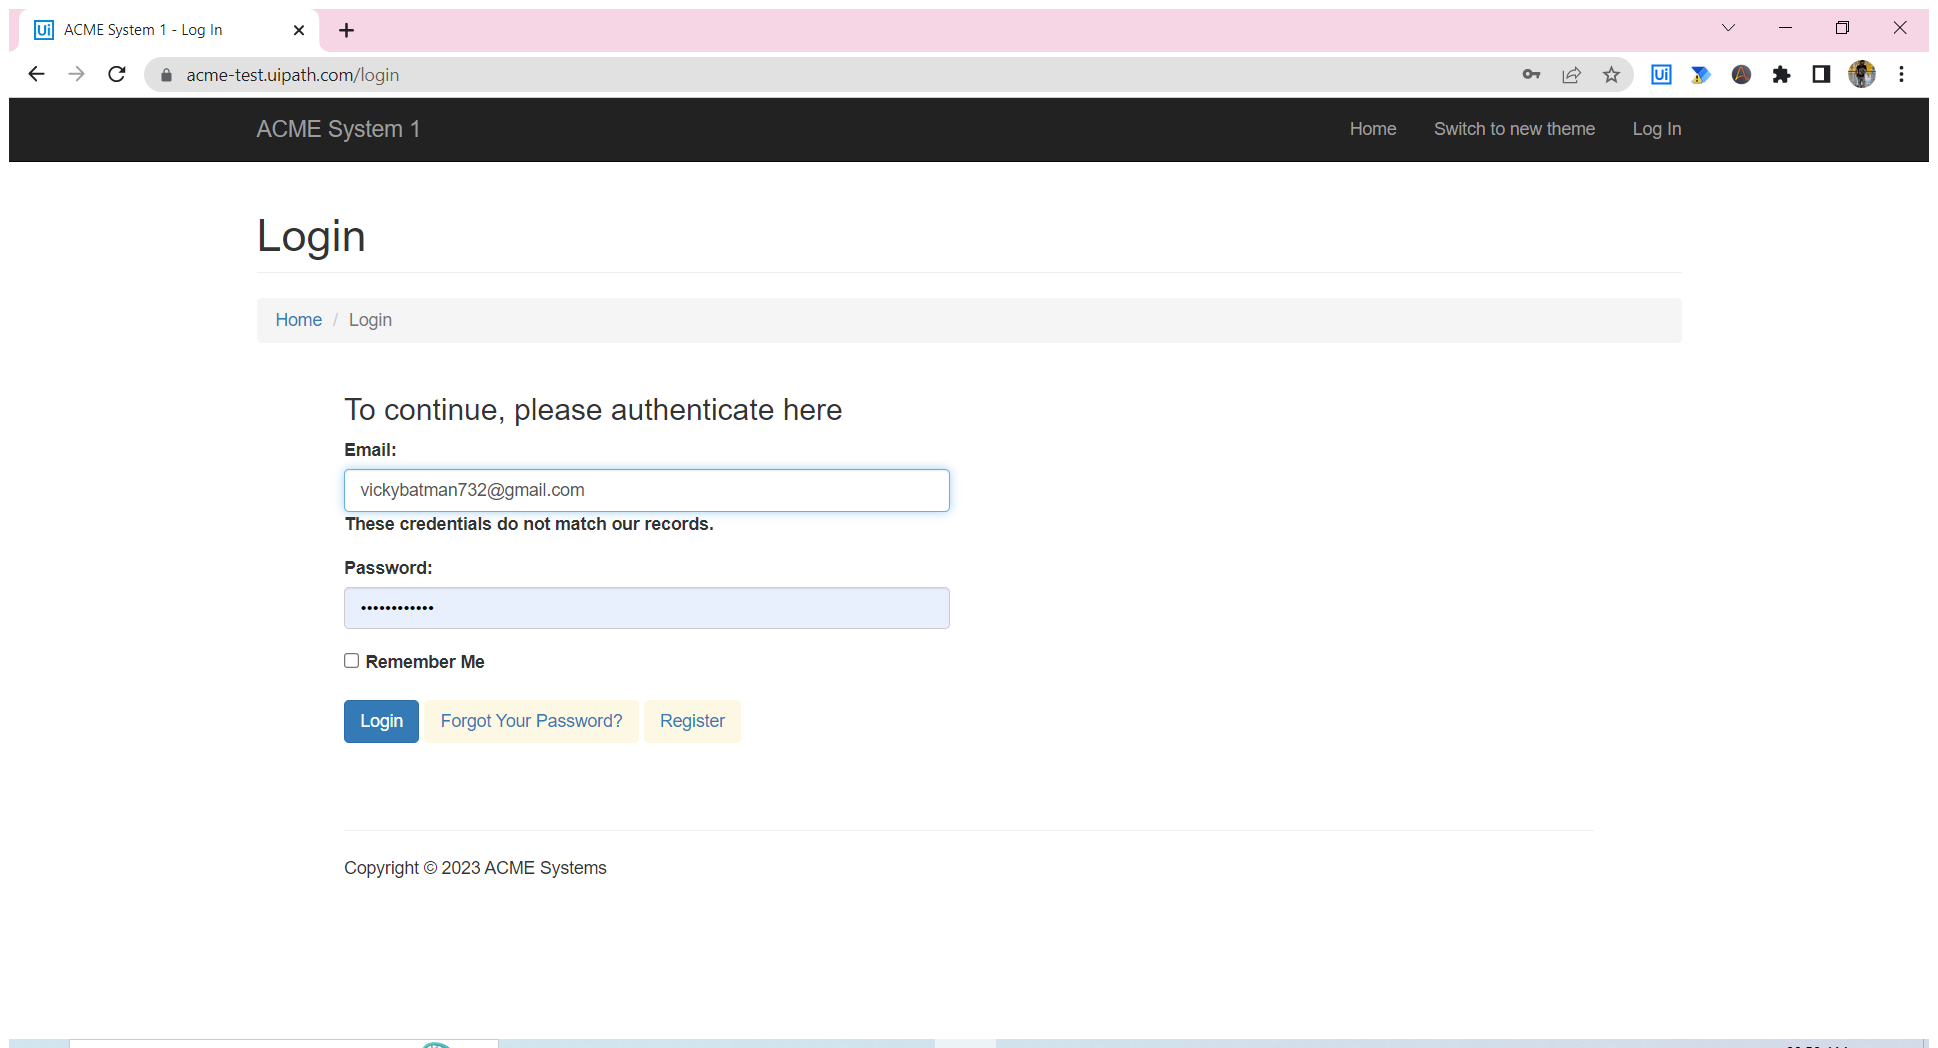 Ui ACME System 1 - Log In
acme-test.uipath.com/login
Ui
ACME System 1
Home Switch to new theme Log In
Login
Home / Login
To continue, please authenticate here
Email:
vickybatman732@gmail.com
These credentials do not match our records.
Password:
••••••••••••
Remember Me
Login Forgot Your Password? Register
Copyright © 2023 ACME Systems